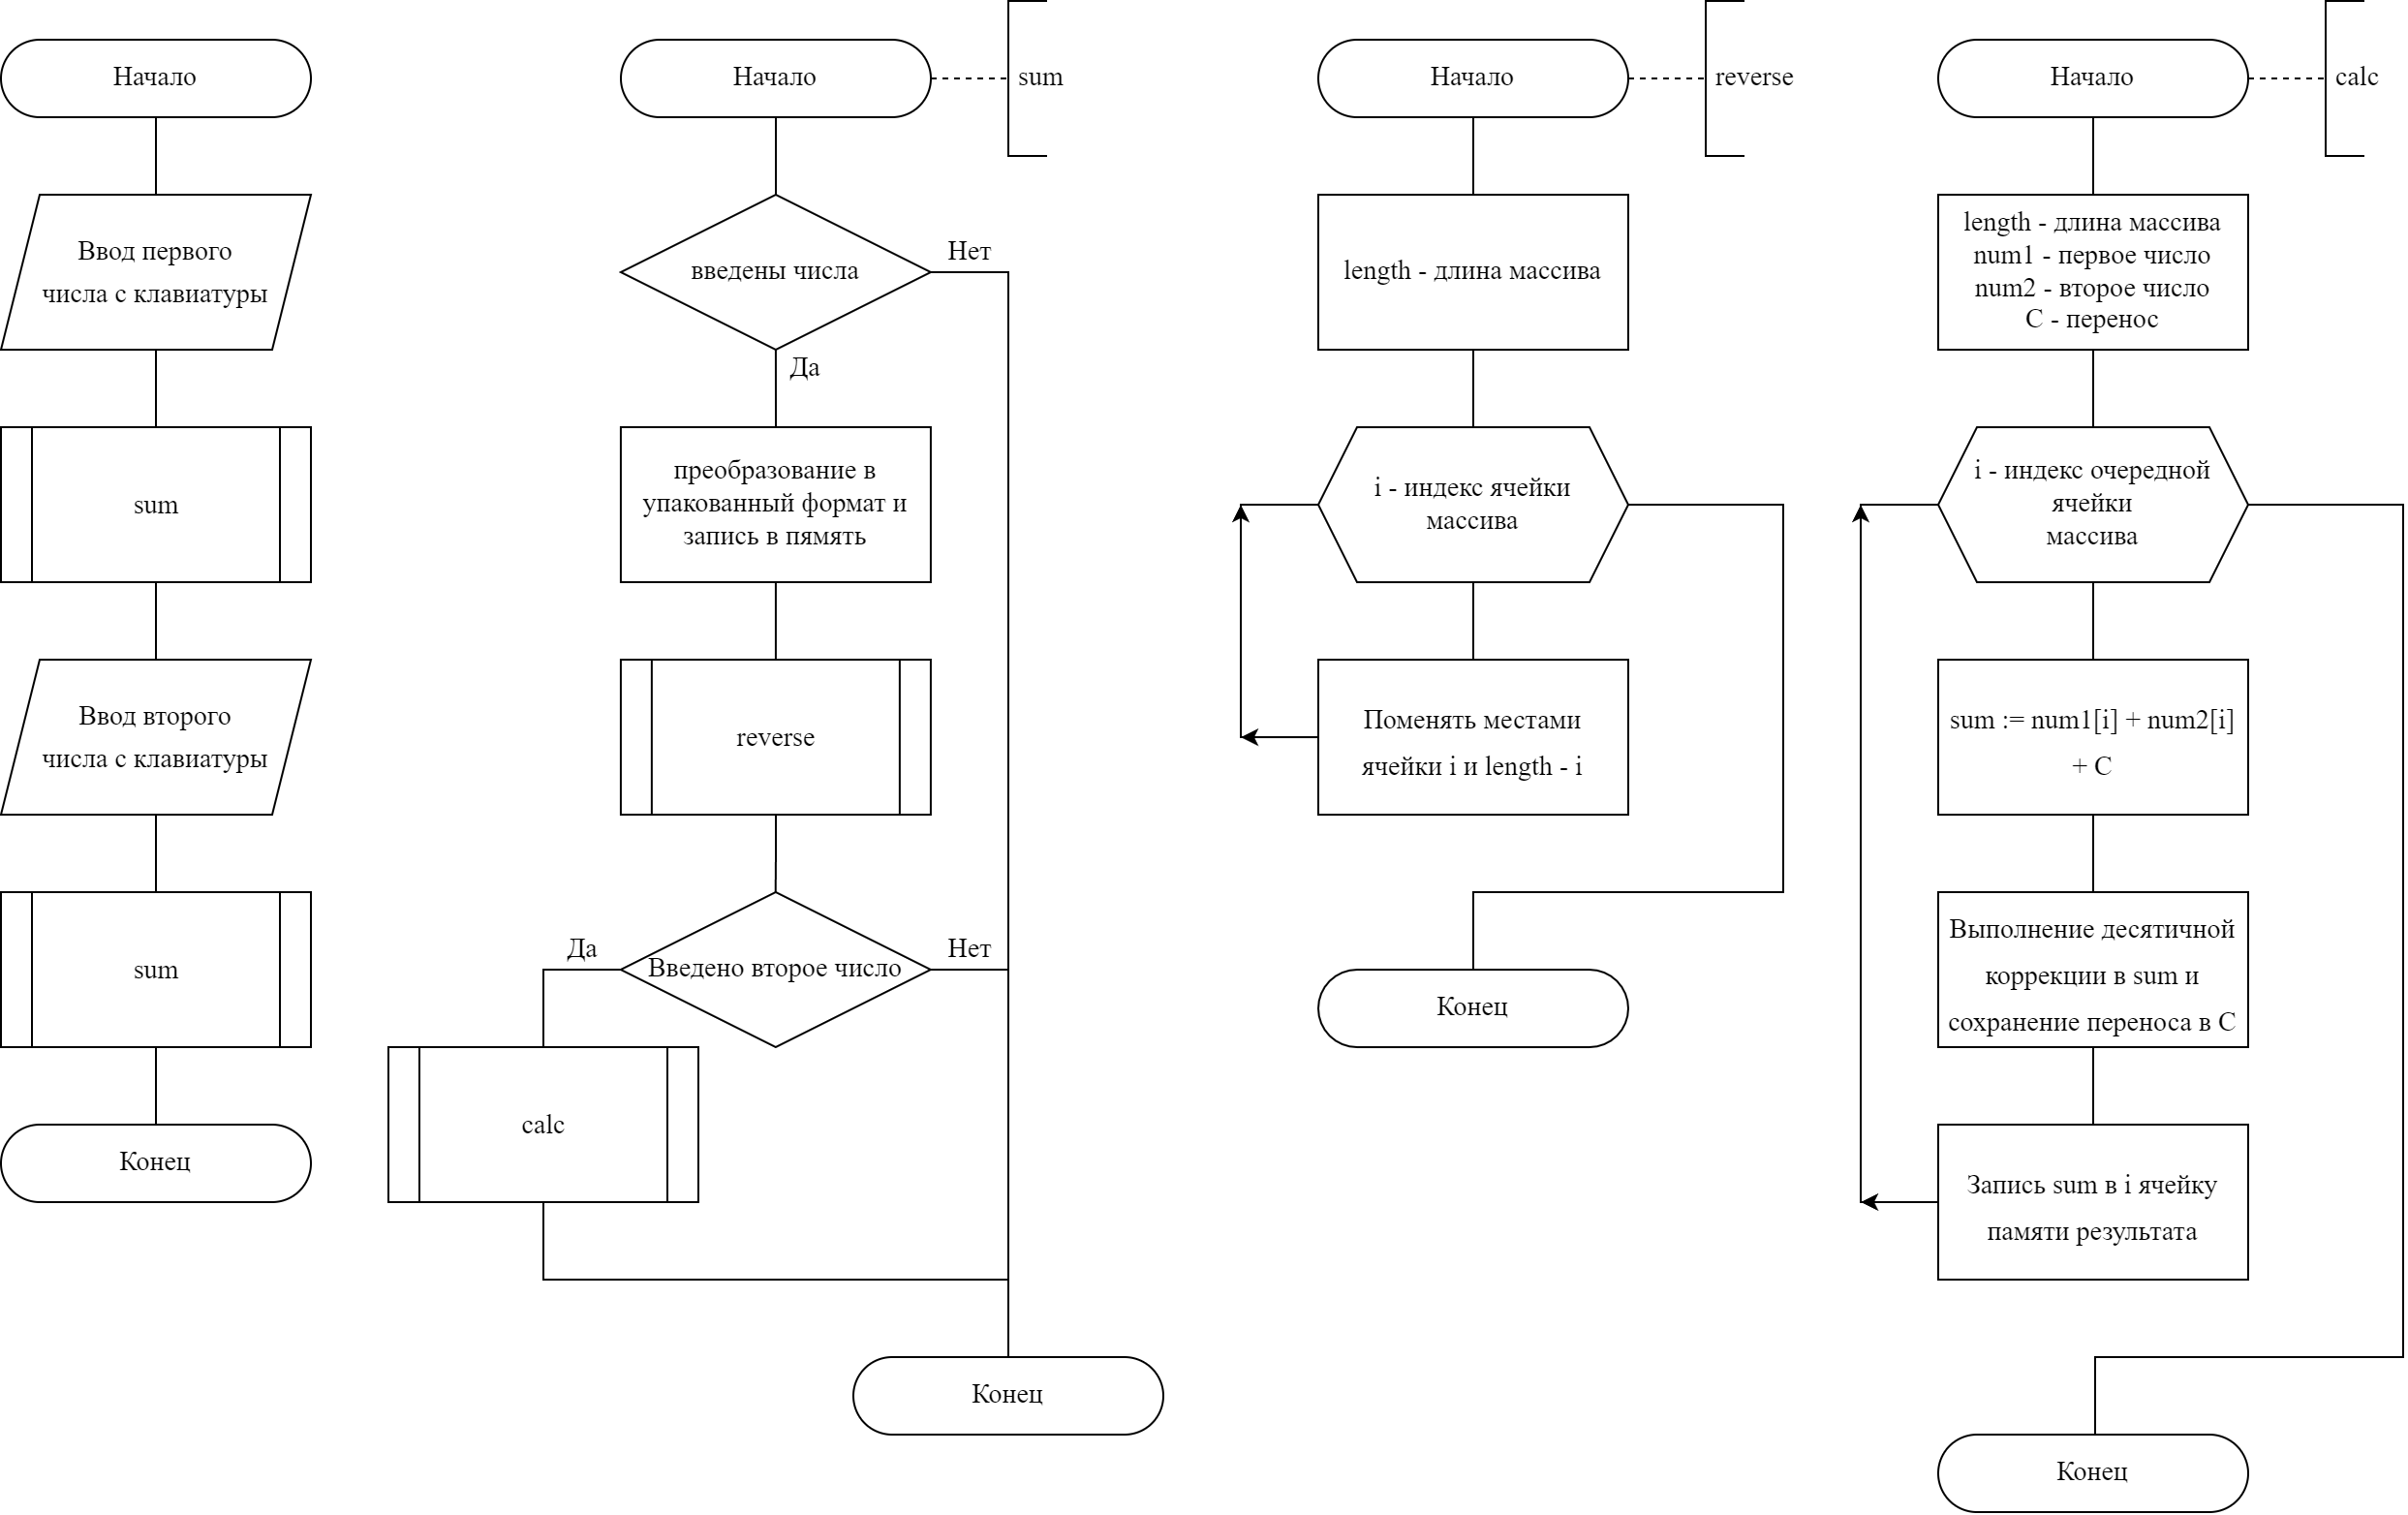 Начало
Ввод первого
числа с клавиатуры
sum
Ввод второго
числа с клавиатуры
sum
Конец
Начало
sum
введены числа
Нет
Да
преобразование в
упакованный формат и
запись в пямять
reverse
Введено второе число
Да
Нет
calc
Конец
Начало
reverse
length - длина массива
i - индекс ячейки
массива
Поменять местами
ячейки i и length - i
Конец
Начало
calc
length - длина массива
num1 - первое число
num2 - второе число
C - перенос
i - индекс очередной
ячейки
массива
sum := num1[i] + num2[i]
+ C
Выполнение десятичной
коррекции в sum и
сохранение переноса в C
Запись sum в i ячейку
памяти результата
Конец